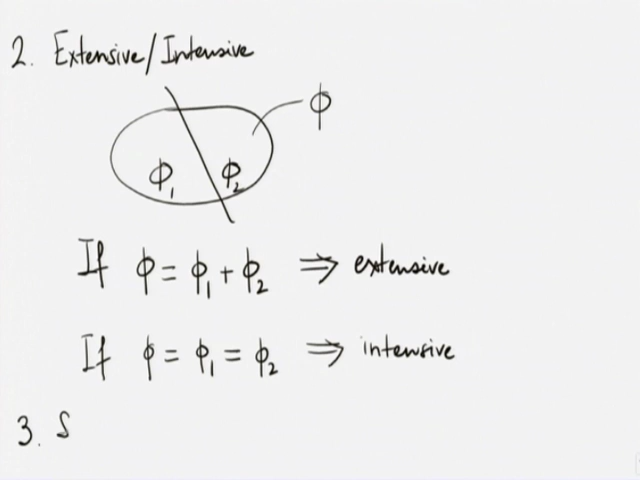 2. Extensive/Intensive
ϕ
ϕ₁ ϕ₂
If ϕ = ϕ₁ + ϕ₂ ⇒ extensive
If ϕ = ϕ₁ = ϕ₂ ⇒ intensive
3. S